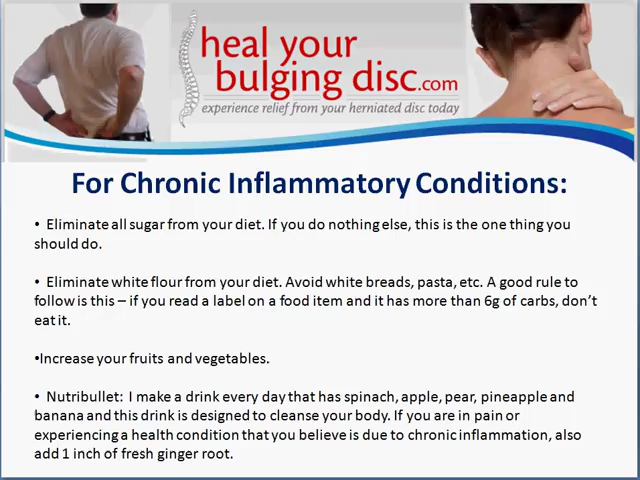 heal your
bulging disc.com
experience relief from your herniated disc today
For Chronic Inflammatory Conditions:
• Eliminate all sugar from your diet. If you do nothing else, this is the one thing you
should do.
• Eliminate white flour from your diet. Avoid white breads, pasta, etc. A good rule to
follow is this – if you read a label on a food item and it has more than 6g of carbs, don't
eat it.
•Increase your fruits and vegetables.
• Nutribullet: I make a drink every day that has spinach, apple, pear, pineapple and
banana and this drink is designed to cleanse your body. If you are in pain or
experiencing a health condition that you believe is due to chronic inflammation, also
add 1 inch of fresh ginger root.